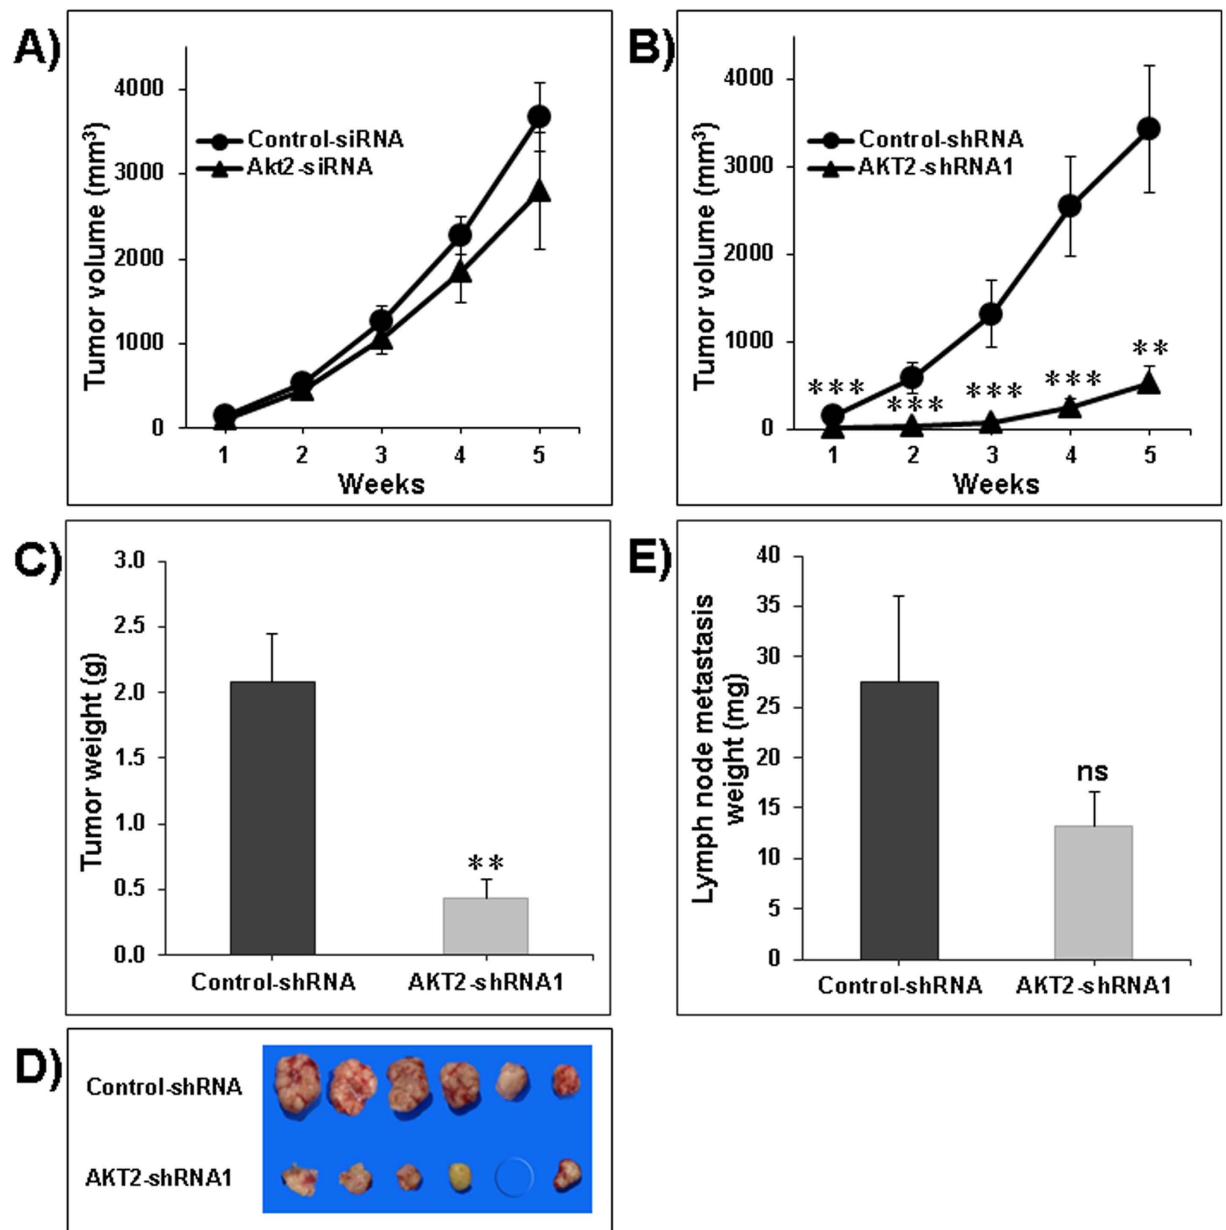 A)
Tumor volume (mm³)
4000
3000
2000
1000
0
Control-siRNA
Akt2-siRNA
1 2 3 4 5
Weeks
B)
Tumor volume (mm³)
4000
3000
2000
1000
0
Control-shRNA
AKT2-shRNA1
*** *** *** *** **
1 2 3 4 5
Weeks
C)
Tumor weight (g)
3.0
2.5
2.0
1.5
1.0
0.5
0.0
**
Control-shRNA AKT2-shRNA1
E)
Lymph node metastasis
weight (mg)
40
35
30
25
20
15
10
5
0
ns
Control-shRNA AKT2-shRNA1
D)
Control-shRNA
AKT2-shRNA1